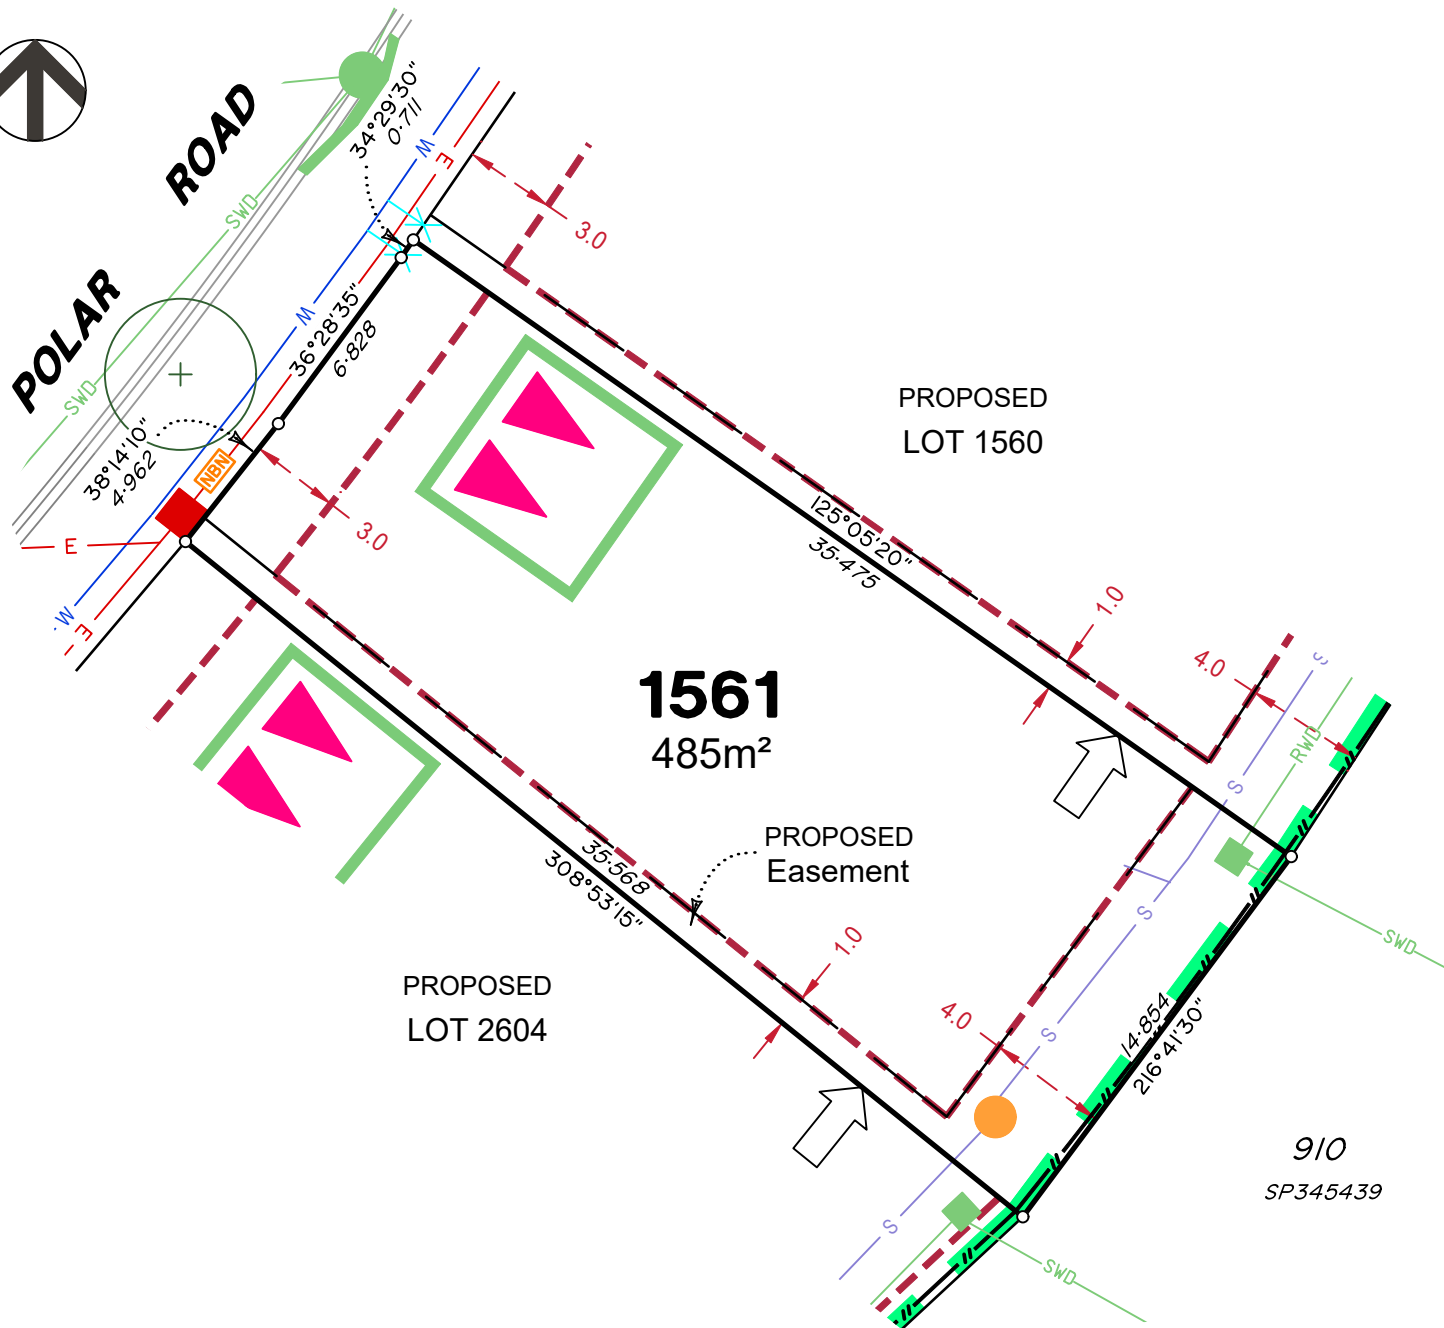 ROAD
POLAR
34°29'30"
0·711
W
E
SWD
3.0
W
36°28'35"
6·828
SWD
38°14'10"
4·962
NBN
E
W
E
3.0
PROPOSED
LOT 1560
125°05'20"
35·475
1.0
4.0
S
RWD
S
1561
485m²
PROPOSED
Easement
35·568
308°53'15"
1.0
4.0
S
S
S
SWD
14·854
216°41'30"
PROPOSED
LOT 2604
910
SP345439
SWD